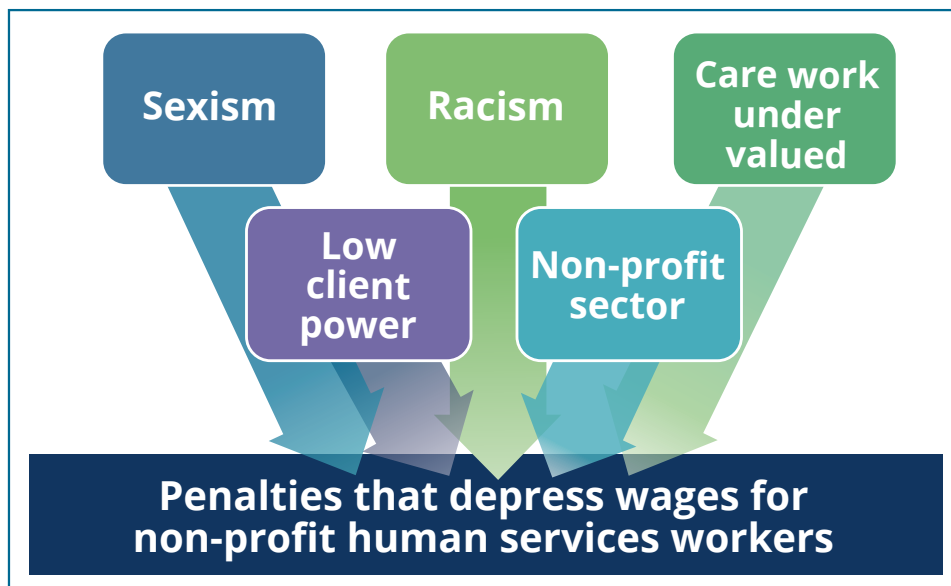 Sexism
Racism
Care work
under
valued
Low
client
power
Non-profit
sector
Penalties that depress wages for
non-profit human services workers